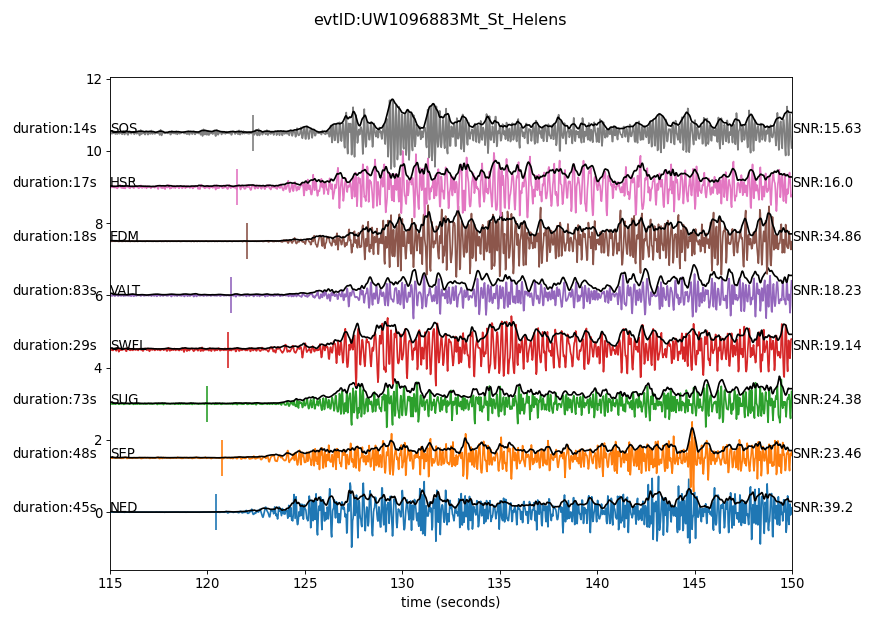 evtID:UW1096883Mt_St_Helens
12
duration:14s SOS SNR:15.63
10
duration:17s HSR SNR:16.0
8
duration:18s EDM SNR:34.86
duration:83s VALT SNR:18.23
6
duration:29s SWFL SNR:19.14
4
duration:73s SUG SNR:24.38
2
duration:48s SEP SNR:23.46
duration:45s NED SNR:39.2
0
115 120 125 130 135 140 145 150
time (seconds)